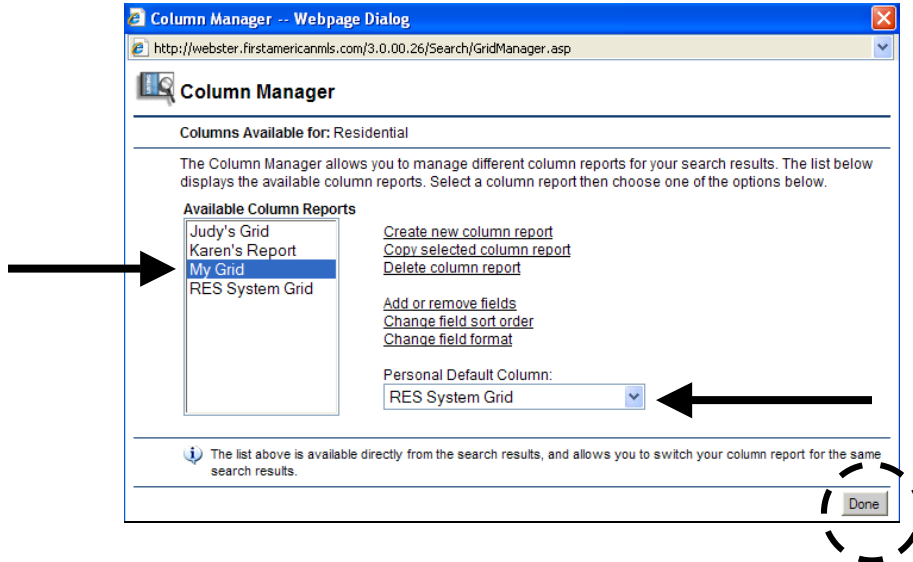 Column Manager -- Webpage Dialog
http://webster.firstamericanmls.com/3.0.00.26/Search/GridManager.asp
Column Manager
Columns Available for: Residential
The Column Manager allows you to manage different column reports for your search results. The list below
displays the available column reports. Select a column report then choose one of the options below.
Available Column Reports
Judy's Grid
Karen's Report
My Grid
RES System Grid
Create new column report
Copy selected column report
Delete column report
Add or remove fields
Change field sort order
Change field format
Personal Default Column:
RES System Grid
The list above is available directly from the search results, and allows you to switch your column report for the same
search results.
Done